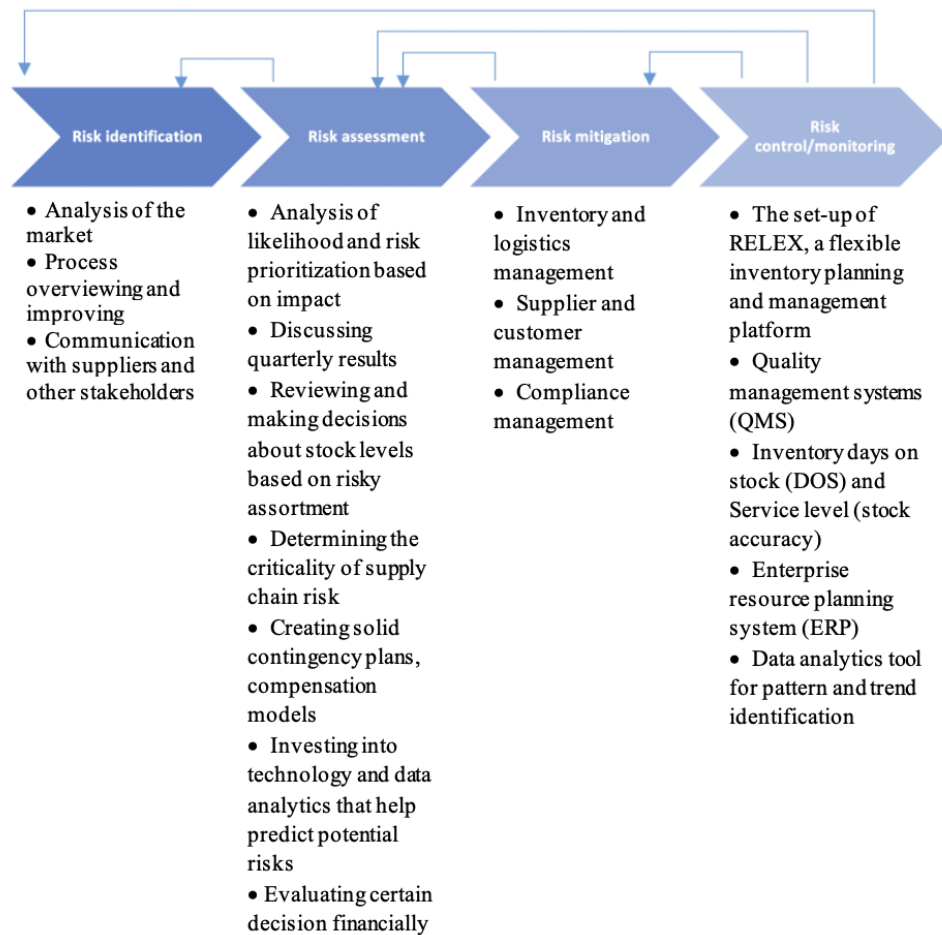 Risk identification
Risk assessment
Risk mitigation
Risk
control/monitoring
• Analysis of the
market
• Process
overviewing and
improving
• Communication
with suppliers and
other stakeholders
• Analysis of
likelihood and risk
prioritization based
on impact
• Discussing
quarterly results
• Reviewing and
making decisions
about stock levels
based on risky
assortment
• Determining the
criticality of supply
chain risk
• Creating solid
contingency plans,
compensation
models
• Investing into
technology and data
analytics that help
predict potential
risks
• Evaluating certain
decision financially
• Inventory and
logistics
management
• Supplier and
customer
management
• Compliance
management
• The set-up of
RELEX, a flexible
inventory planning
and management
platform
• Quality
management systems
(QMS)
• Inventory days on
stock (DOS) and
Service level (stock
accuracy)
• Enterprise
resource planning
system (ERP)
• Data analytics tool
for pattern and trend
identification